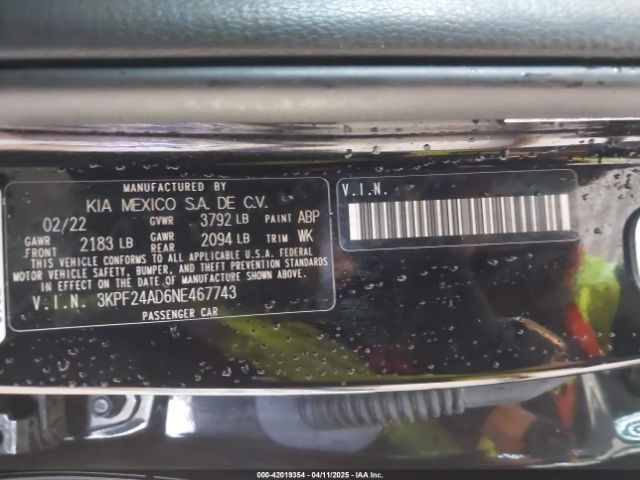 MANUFACTURED BY
KIA MEXICO S.A. DE C.V.
02/22 GVWR 3792 LB PAINT ABP
GAWR FRONT 2183 LB GAWR REAR 2094 LB TRIM WK
THIS VEHICLE CONFORMS TO ALL APPLICABLE U.S.A. FEDERAL
MOTOR VEHICLE SAFETY, BUMPER, AND THEFT PREVENTION
STANDARDS IN EFFECT ON THE DATE OF MANUFACTURE SHOWN ABOVE.
V.I.N. 3KPF24AD6NE467743
PASSENGER CAR
V.I.N.
000-42019354 - 04/11/2025 - IAA Inc.